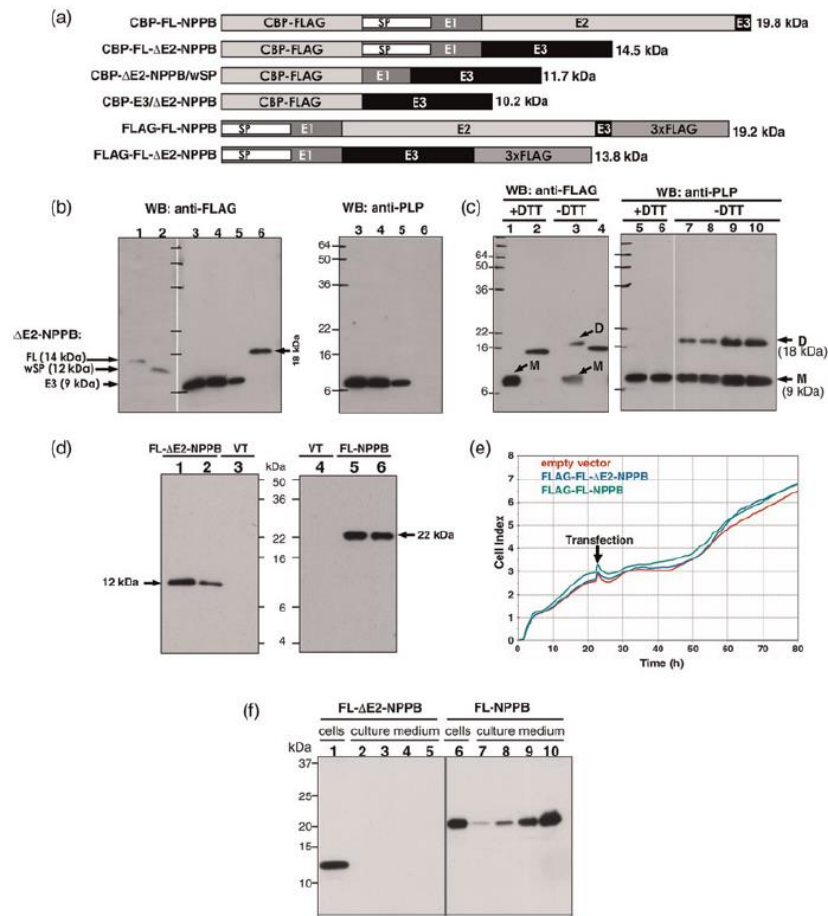 (a)
CBP-FL-NPPB CBP-FLAG SP E1 E2 E3 19.8 kDa
CBP-FL-ΔE2-NPPB CBP-FLAG SP E1 E3 14.5 kDa
CBP-ΔE2-NPPB/wSP CBP-FLAG E1 E3 11.7 kDa
CBP-E3/ΔE2-NPPB CBP-FLAG E3 10.2 kDa
FLAG-FL-NPPB SP E1 E2 E3 3xFLAG 19.2 kDa
FLAG-FL-ΔE2-NPPB SP E1 E3 3xFLAG 13.8 kDa
(b)
WB: anti-FLAG
1 2 3 4 5 6
ΔE2-NPPB:
FL (14 kDa)
wSP (12 kDa)
E3 (9 kDa)
18 kDa
WB: anti-PLP
3 4 5 6
64
50
36
22
16
6
(c)
WB: anti-FLAG
+DTT -DTT
1 2 3 4
64
50
36
22
16
6
D
M
M
WB: anti-PLP
+DTT -DTT
5 6 7 8 9 10
D
(18 kDa)
M
(9 kDa)
(d)
FL-ΔE2-NPPB VT
1 2 3
12 kDa
kDa
50
36
22
16
6
4
VT FL-NPPB
4 5 6
22 kDa
(e)
empty vector
FLAG-FL-ΔE2-NPPB
FLAG-FL-NPPB
Transfection
Cell Index
8
7
6
5
4
3
2
1
0
0 10 20 30 40 50 60 70 80
Time (h)
(f)
FL-ΔE2-NPPB FL-NPPB
cells culture medium cells culture medium
kDa 1 2 3 4 5 6 7 8 9 10
37
25
20
15
10